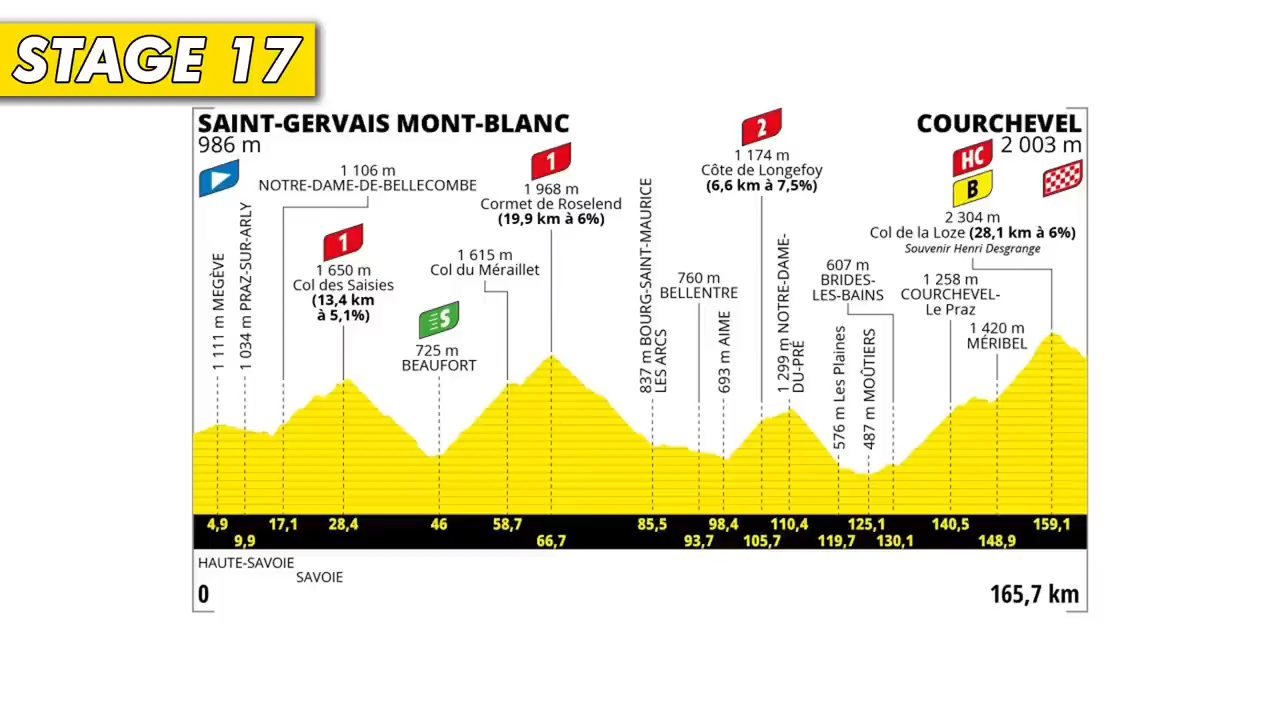 STAGE 17
SAINT-GERVAIS MONT-BLANC
986 m
COURCHEVEL
2 003 m
1 111 m MEGÈVE
1 034 m PRAZ-SUR-ARLY
1 106 m
NOTRE-DAME-DE-BELLECOMBE
1
1 650 m
Col des Saisies
(13,4 km
à 5,1%)
S
725 m
BEAUFORT
1 615 m
Col du Méraillet
1
1 968 m
Cormet de Roselend
(19,9 km à 6%)
837 m BOURG-SAINT-MAURICE
LES ARCS
760 m
BELLENTRE
693 m AIME
2
1 174 m
Côte de Longefoy
(6,6 km à 7,5%)
1 299 m NOTRE-DAME-
DU-PRÉ
576 m Les Plaines
487 m MOÛTIERS
607 m
BRIDES-
LES-BAINS
1 258 m
COURCHEVEL-
Le Praz
1 420 m
MÉRIBEL
HC
B
2 304 m
Col de la Loze (28,1 km à 6%)
Souvenir Henri Desgrange
4,9 17,1 28,4 46 58,7 85,5 98,4 110,4 125,1 140,5 159,1
9,9 66,7 93,7 105,7 119,7 130,1 148,9
HAUTE-SAVOIE
SAVOIE
0
165,7 km